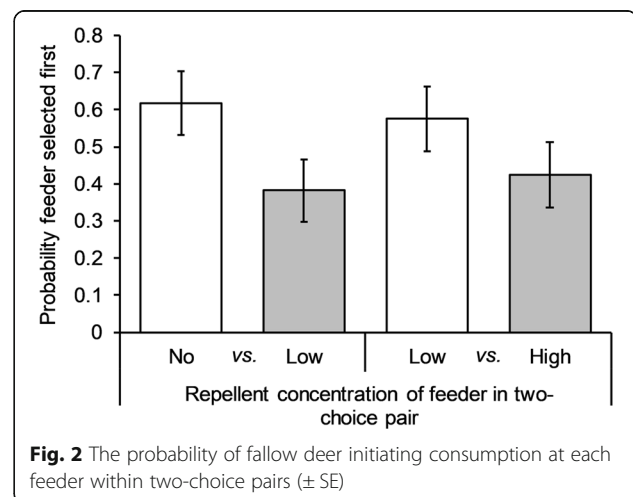 0.8
0.7
0.6
0.5
0.4
0.3
0.2
0.1
0
Probability feeder selected first
No vs. Low Low vs. High
Repellent concentration of feeder in two-
choice pair
Fig. 2 The probability of fallow deer initiating consumption at each
feeder within two-choice pairs (± SE)